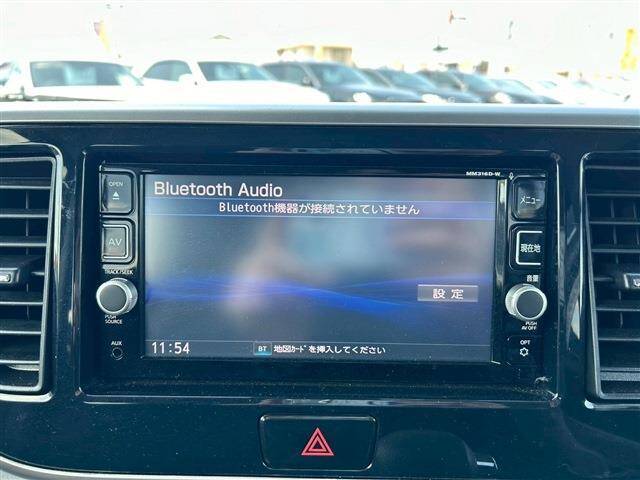 MM316D-W
OPEN
Bluetooth Audio
メニュー
Bluetooth機器が接続されていません
AV
現在地
TRACK/SEEK
音量
設定
PUSH
SOURCE
PUSH
AV OFF
AUX
11:54
BT 地図ｶｰﾄﾞを挿入してください
OPT